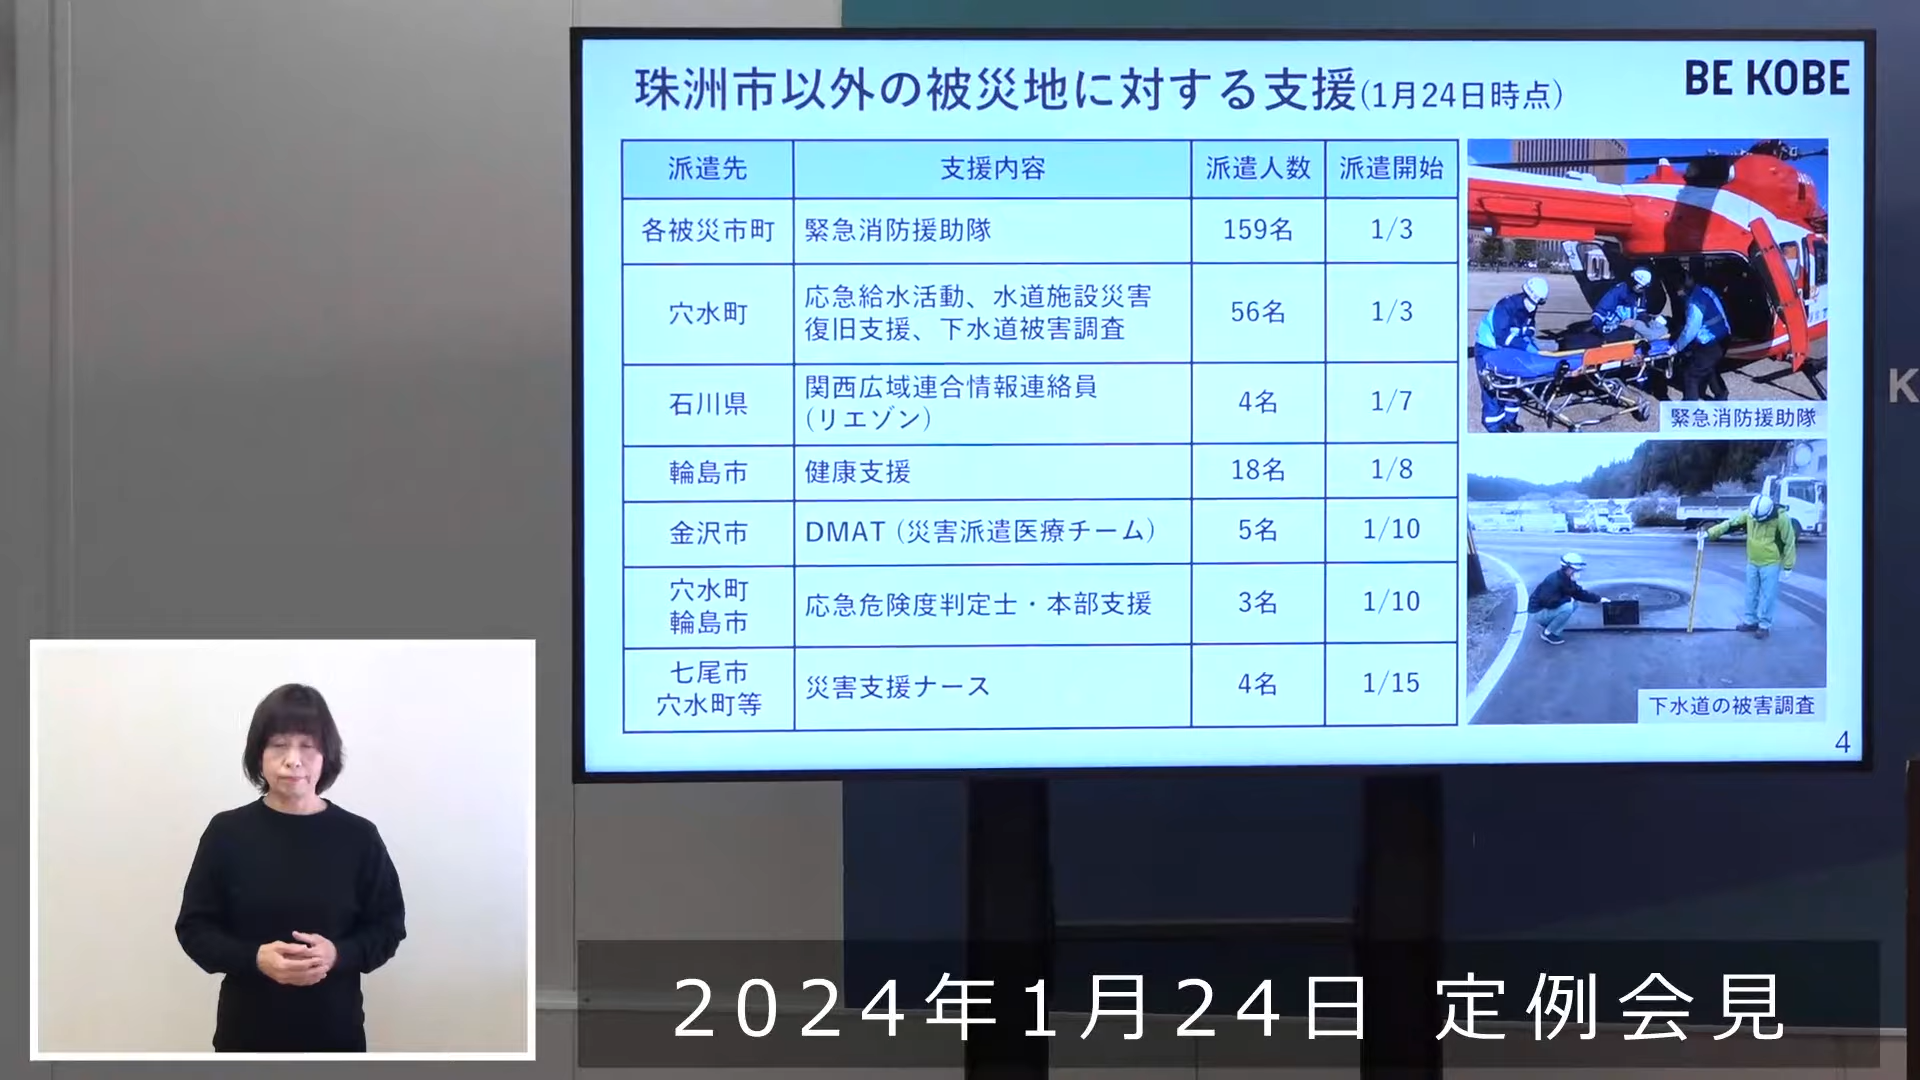 珠洲市以外の被災地に対する支援(1月24日時点)
BE KOBE
派遣先 支援内容 派遣人数 派遣開始
各被災市町 緊急消防援助隊 159名 1/3
穴水町 応急給水活動、水道施設災害
復旧支援、下水道被害調査 56名 1/3
石川県 関西広域連合情報連絡員
(リエゾン) 4名 1/7
輪島市 健康支援 18名 1/8
金沢市 DMAT (災害派遣医療チーム) 5名 1/10
穴水町
輪島市 応急危険度判定士・本部支援 3名 1/10
七尾市
穴水町等 災害支援ナース 4名 1/15
緊急消防援助隊
下水道の被害調査
4
K
2024年1月24日 定例会見